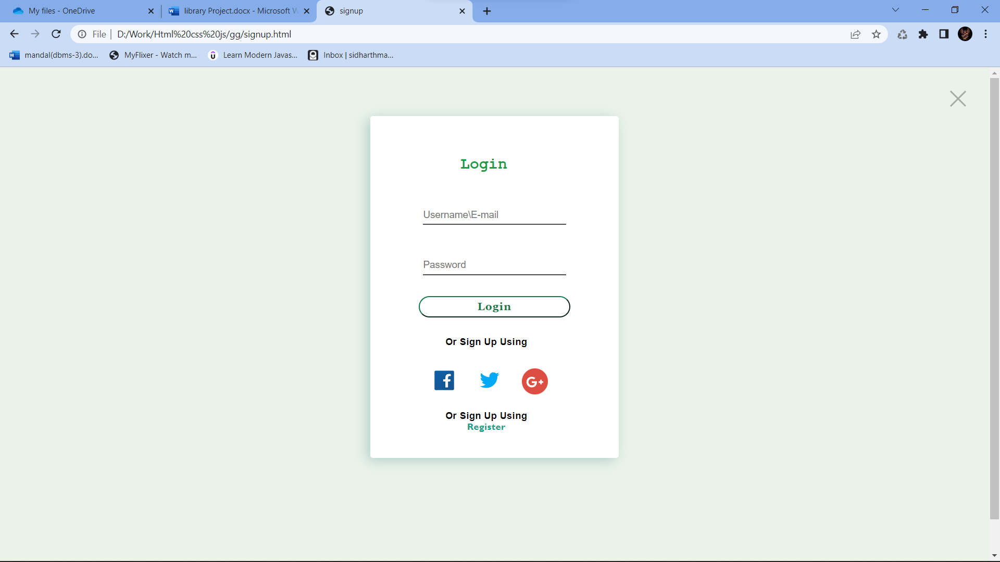 My files - OneDrive
library Project.docx - Microsoft W
signup
File
D:/Work/Html%20css%20js/gg/signup.html
mandal(dbms-3).do...
MyFlixer - Watch m...
Learn Modern Javas...
Inbox | sidharthma...
Login
Username\E-mail
Password
Login
Or Sign Up Using
f
G+
Or Sign Up Using
Register